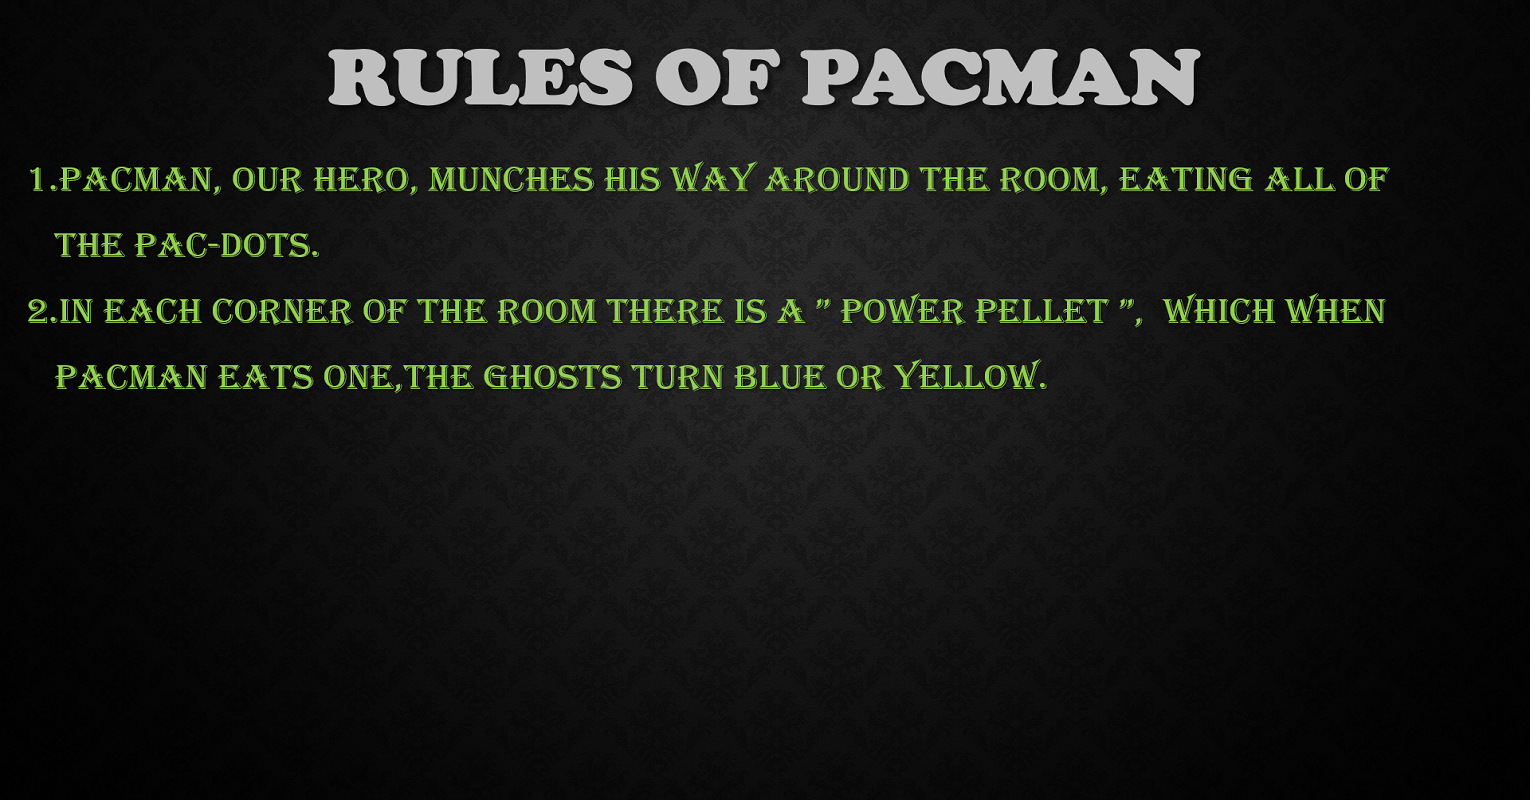 RULES OF PACMAN
1.PACMAN, OUR HERO, MUNCHES HIS WAY AROUND THE ROOM, EATING ALL OF
THE PAC-DOTS.
2.IN EACH CORNER OF THE ROOM THERE IS A ” POWER PELLET ”,  WHICH WHEN
PACMAN EATS ONE,THE GHOSTS TURN BLUE OR YELLOW.